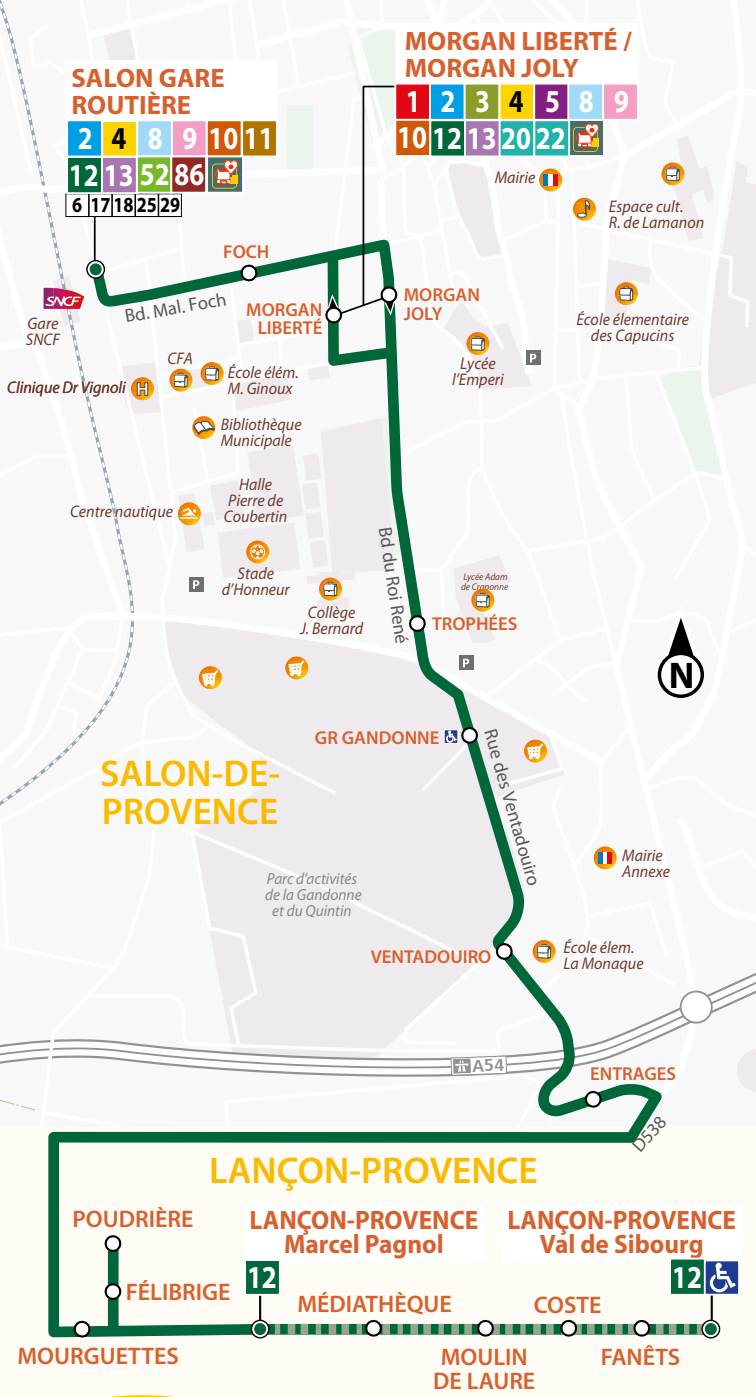 SALON GARE
ROUTIÈRE
2 4 8 9 10 11
12 13 52 86
6 17 18 25 29
MORGAN LIBERTÉ /
MORGAN JOLY
1 2 3 4 5 8 9
10 12 13 20 22
Mairie
Espace cult.
R. de Lamanon
FOCH
SNCF
Gare
SNCF
Bd. Mal. Foch
MORGAN
LIBERTÉ
MORGAN
JOLY
École élementaire
des Capucins
Lycée
l'Emperi
P
CFA
Clinique Dr Vignoli
H
École élém.
M. Ginoux
Bibliothèque
Municipale
Halle
Pierre de
Coubertin
Centre nautique
Stade
d'Honneur
P
Collège
J. Bernard
Bd du Roi René
Lycée Adam
de Craponne
TROPHÉES
P
N
GR GANDONNE
Rue des Ventadouiro
SALON-DE-
PROVENCE
Mairie
Annexe
Parc d'activités
de la Gandonne
et du Quintin
VENTADOUIRO
École élem.
La Monaque
A54
ENTRAGES
D538
LANÇON-PROVENCE
POUDRIÈRE
FÉLIBRIGE
MOURGUETTES
LANÇON-PROVENCE
Marcel Pagnol
12
LANÇON-PROVENCE
Val de Sibourg
12
MÉDIATHÈQUE
MOULIN
DE LAURE
COSTE
FANÊTS